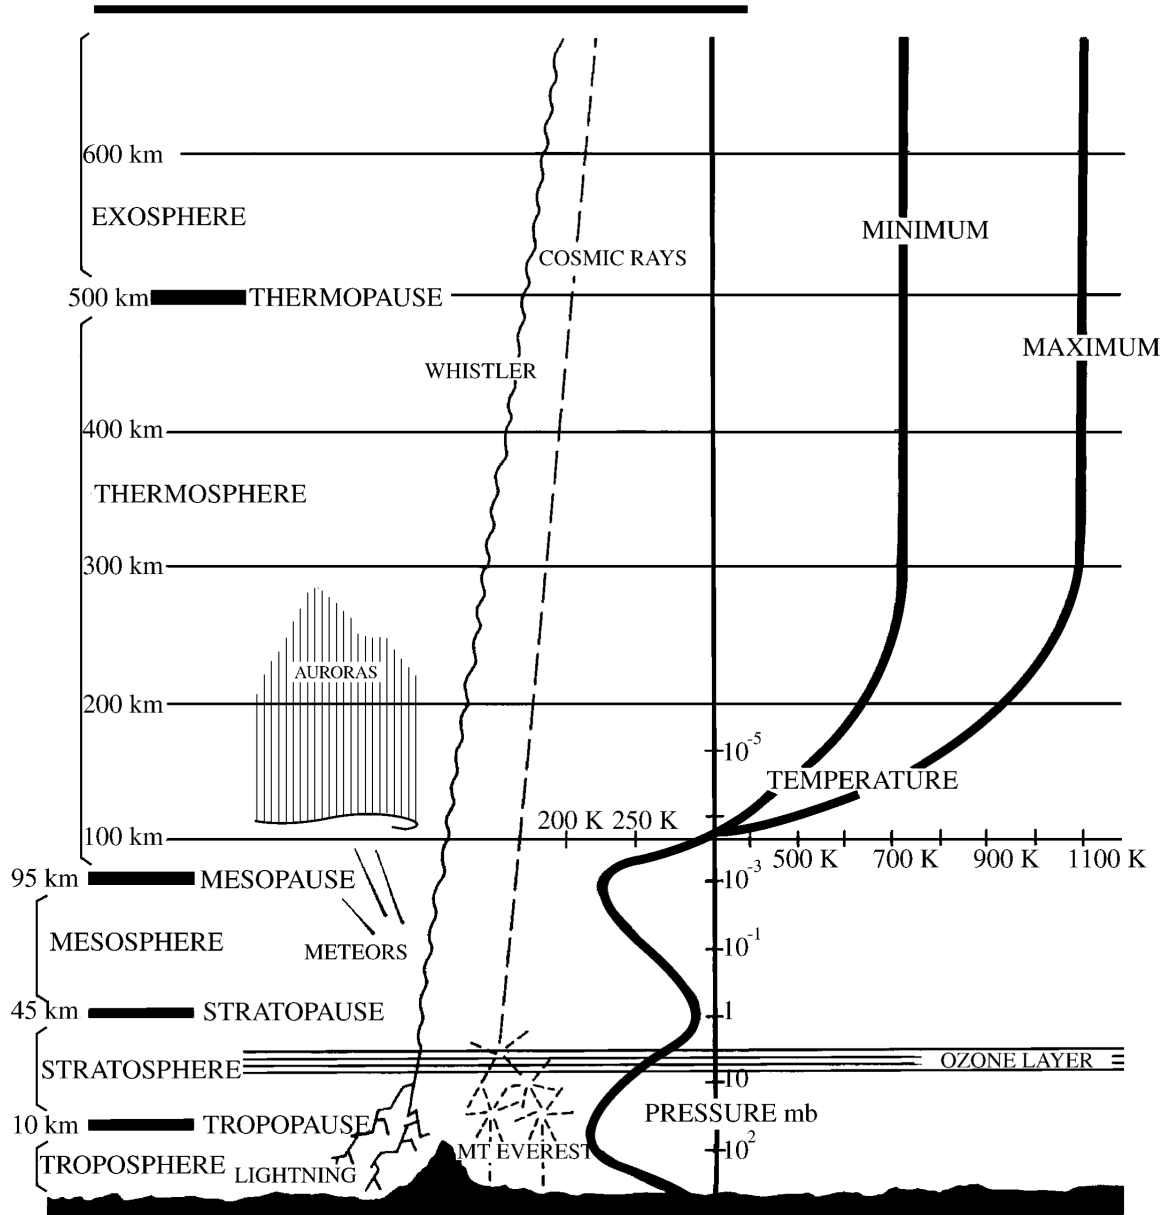 600 km
EXOSPHERE
MINIMUM
COSMIC RAYS
500 km THERMOPAUSE
MAXIMUM
WHISTLER
400 km
THERMOSPHERE
300 km
AURORAS
200 km
10⁻⁵
TEMPERATURE
200 K 250 K
100 km
500 K 700 K 900 K 1100 K
95 km MESOPAUSE
10⁻³
MESOSPHERE
METEORS
10⁻¹
45 km STRATOPAUSE
1
STRATOSPHERE
OZONE LAYER
10
PRESSURE mb
10 km TROPOPAUSE
MT EVEREST
10²
TROPOSPHERE
LIGHTNING